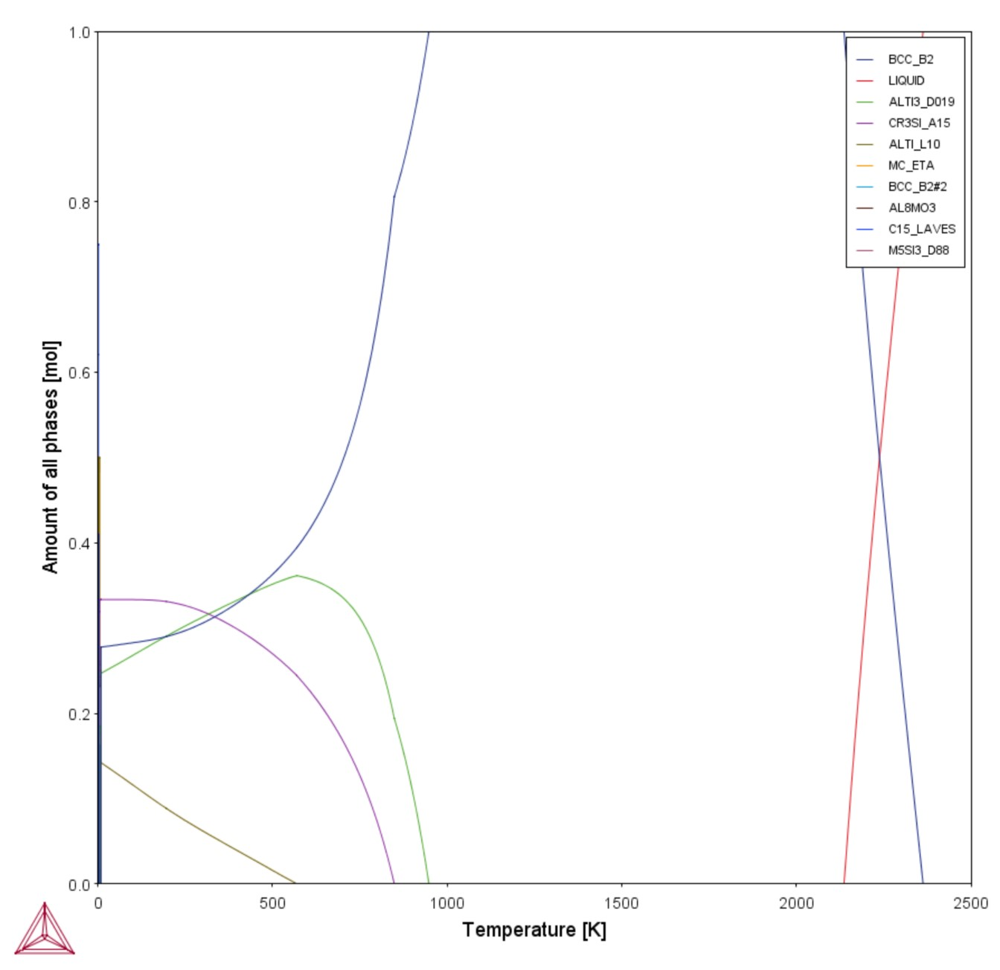 1.0
0.8
0.6
0.4
0.2
0.0
Amount of all phases [mol]
BCC_B2
LIQUID
ALTI3_D019
CR3SI_A15
ALTI_L10
MC_ETA
BCC_B2#2
AL8MO3
C15_LAVES
M5SI3_D88
0 500 1000 1500 2000 2500
Temperature [K]